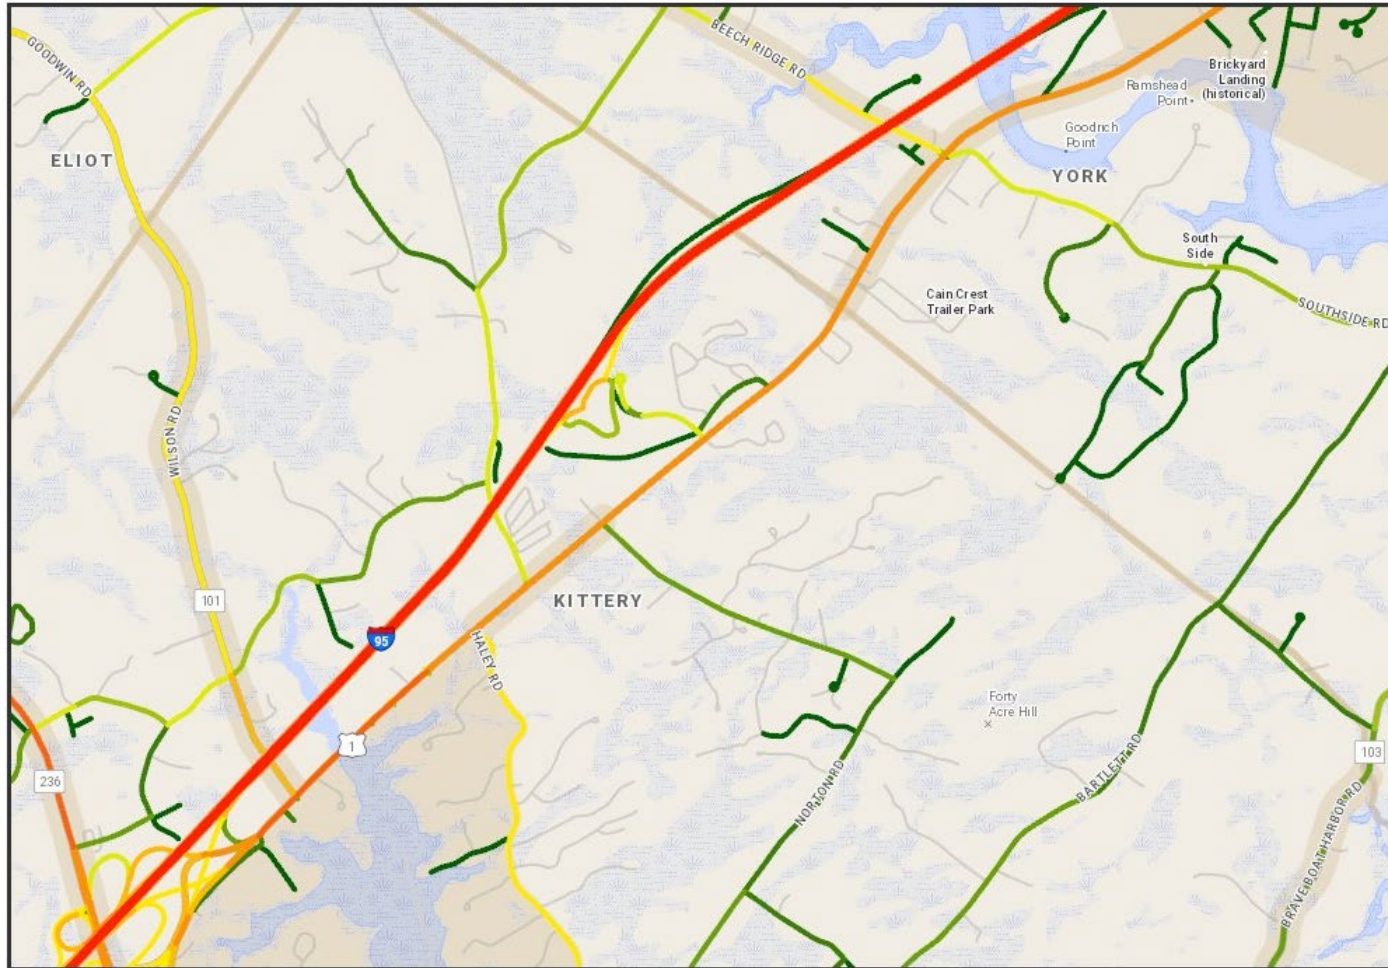 GOODWIN RD
BEECH RIDGE RD
Brickyard
Landing
(historical)
Ramshead
Point
Goodrich
Point
ELIOT
YORK
South
Side
Cain Crest
Trailer Park
SOUTHSIDE RD
WILSON RD
101
KITTERY
95
HALEY RD
Forty
Acre Hill
1
236
103
NORTON RD
BARTLETT RD
BRAVE BOAT HARBOR RD